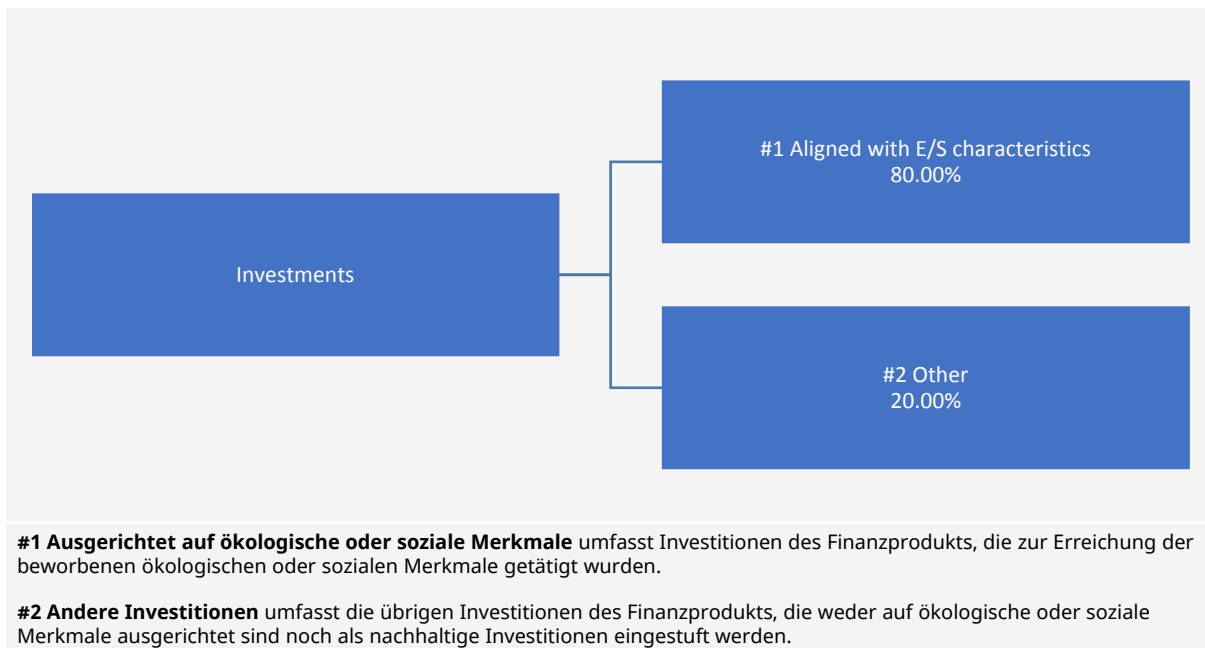 #1 Aligned with E/S characteristics
80.00%
Investments
#2 Other
20.00%
#1 Ausgerichtet auf ökologische oder soziale Merkmale umfasst Investitionen des Finanzprodukts, die zur Erreichung der
beworbenen ökologischen oder sozialen Merkmale getätigt wurden.
#2 Andere Investitionen umfasst die übrigen Investitionen des Finanzprodukts, die weder auf ökologische oder soziale
Merkmale ausgerichtet sind noch als nachhaltige Investitionen eingestuft werden.